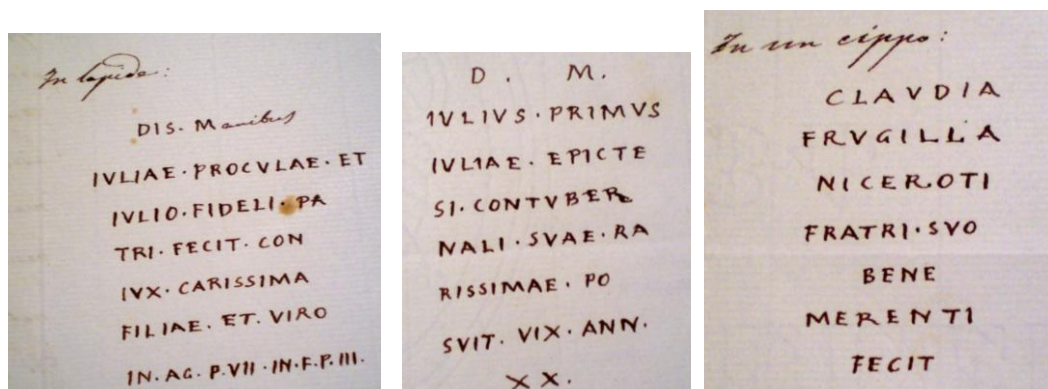 In lapide:
DIS. Manibus
IVLIAE · PROCVLAE · ET
IVLIO · FIDELI · PA
TRI · FECIT · CON
IVX · CARISSIMA
FILIAE · ET · VIRO
IN · AG · P. VII · IN · F. P. III.
D. M.
IVLIVS · PRIMVS
IVLIAE · EPICTE
SI · CONTVBER
NALI · SVAE · RA
RISSIMAE · PO
SVIT · VIX · ANN.
XX.
In un cippo:
CLAVDIA
FRVGILLA
NICEROTI
FRATRI · SVO
BENE
MERENTI
FECIT